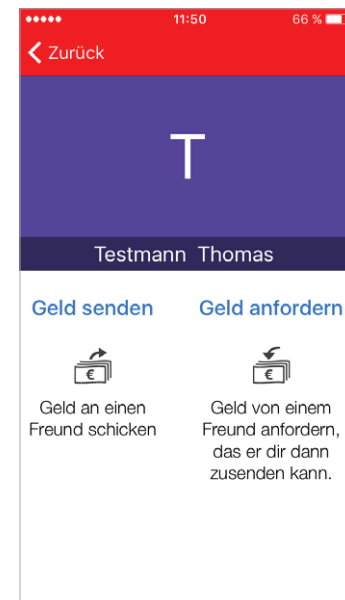 11:50 66 %
Zurück
T
Testmann Thomas
Geld senden Geld anfordern
€ €
Geld an einen
Freund schicken
Geld von einem
Freund anfordern,
das er dir dann
zusenden kann.